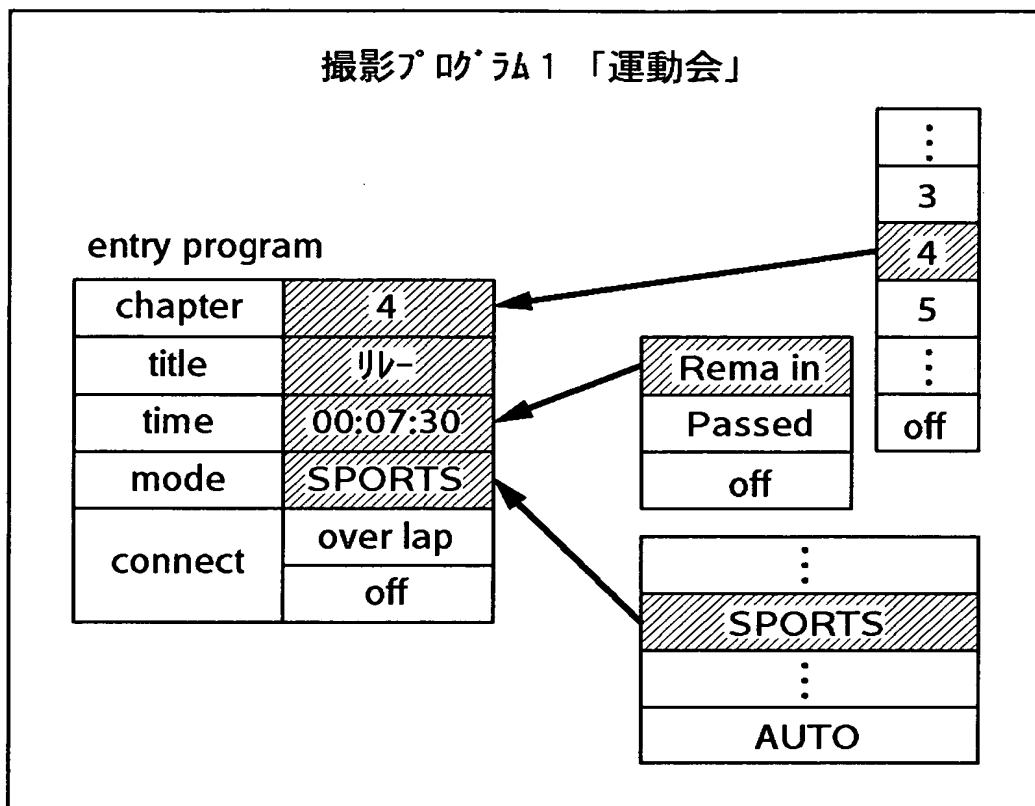 撮影ﾌﾟﾛｸﾞﾗﾑ1 「運動会」
entry program
chapter 4
title ﾘﾚｰ
time 00:07:30
mode SPORTS
connect
over lap
off
⋮
3
4
5
⋮
off
Rema in
Passed
off
⋮
SPORTS
⋮
AUTO